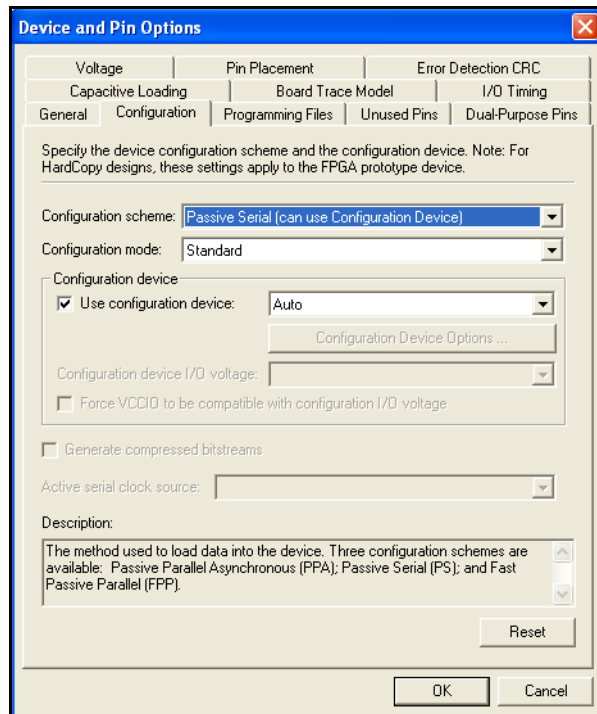 Device and Pin Options
Voltage Pin Placement Error Detection CRC
Capacitive Loading Board Trace Model I/O Timing
General Configuration Programming Files Unused Pins Dual-Purpose Pins
Specify the device configuration scheme and the configuration device. Note: For
HardCopy designs, these settings apply to the FPGA prototype device.
Configuration scheme: Passive Serial (can use Configuration Device)
Configuration mode: Standard
Configuration device
Use configuration device: Auto
Configuration Device Options ...
Configuration device I/O voltage:
Force VCCIO to be compatible with configuration I/O voltage
Generate compressed bitstreams
Active serial clock source:
Description:
The method used to load data into the device. Three configuration schemes are
available: Passive Parallel Asynchronous (PPA); Passive Serial (PS); and Fast
Passive Parallel (FPP).
Reset
OK Cancel